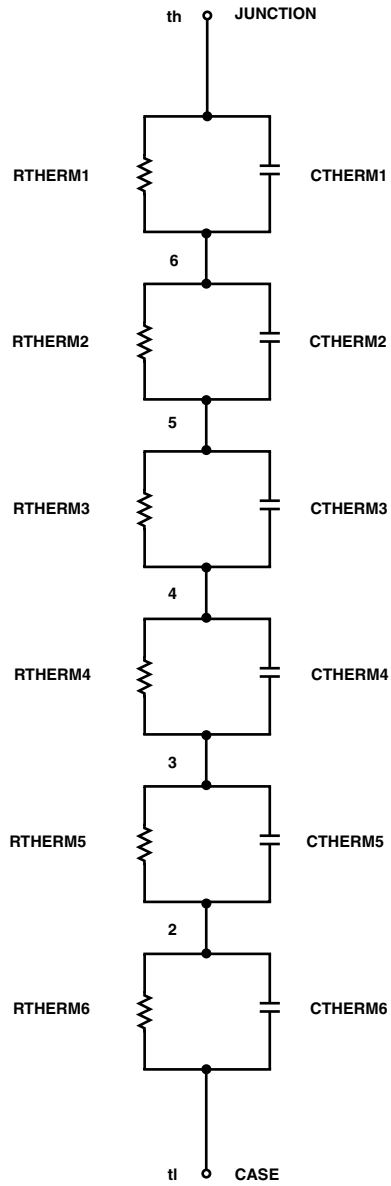 th JUNCTION
RTHERM1 CTHERM1
6
RTHERM2 CTHERM2
5
RTHERM3 CTHERM3
4
RTHERM4 CTHERM4
3
RTHERM5 CTHERM5
2
RTHERM6 CTHERM6
tl CASE